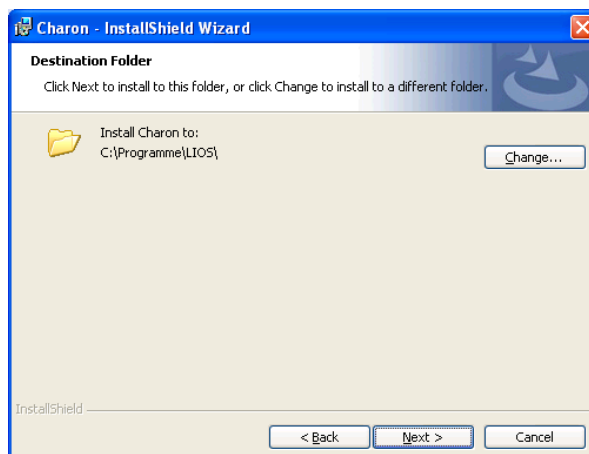 Charon - InstallShield Wizard
Destination Folder
Click Next to install to this folder, or click Change to install to a different folder.
Install Charon to:
C:\Programme\LIOS\
Change...
InstallShield
< Back
Next >
Cancel